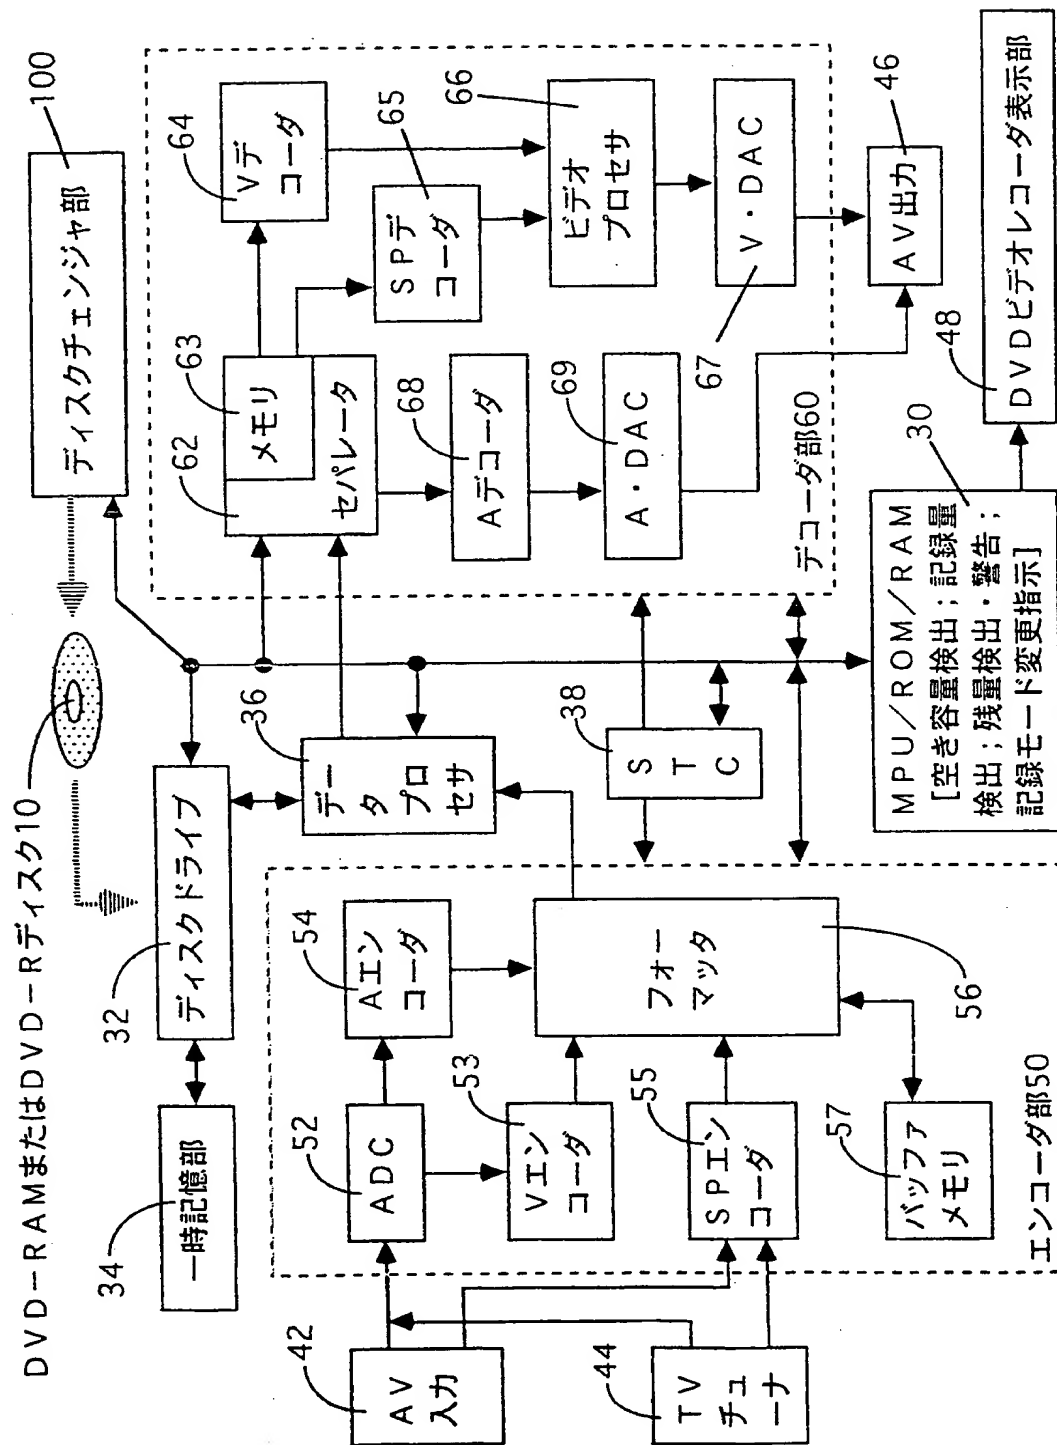 DVD-RAMまたはDVD-Rディスク10
ディスクチェンジャ部
100
34
一時記憶部
32
ディスクドライブ
36
データ
プロ
セサ
62
63
メモリ
セパレータ
64
Vデ
コーダ
SPデ
コーダ
65
66
ビデオ
プロセサ
68
Aデコーダ
69
A・DAC
67
V・DAC
デコーダ部60
46
AV出力
42
AV
入力
44
TV
チュ
ーナ
52
ADC
54
Aエン
コーダ
53
Vエン
コーダ
55
SPエン
コーダ
フォー
マッタ
56
57
バッファ
メモリ
エンコーダ部50
38
S
T
C
30
MPU/ROM/RAM
[空き容量検出;記録量
検出;残量検出・警告;
記録モード変更指示]
48
DVDビデオレコーダ表示部